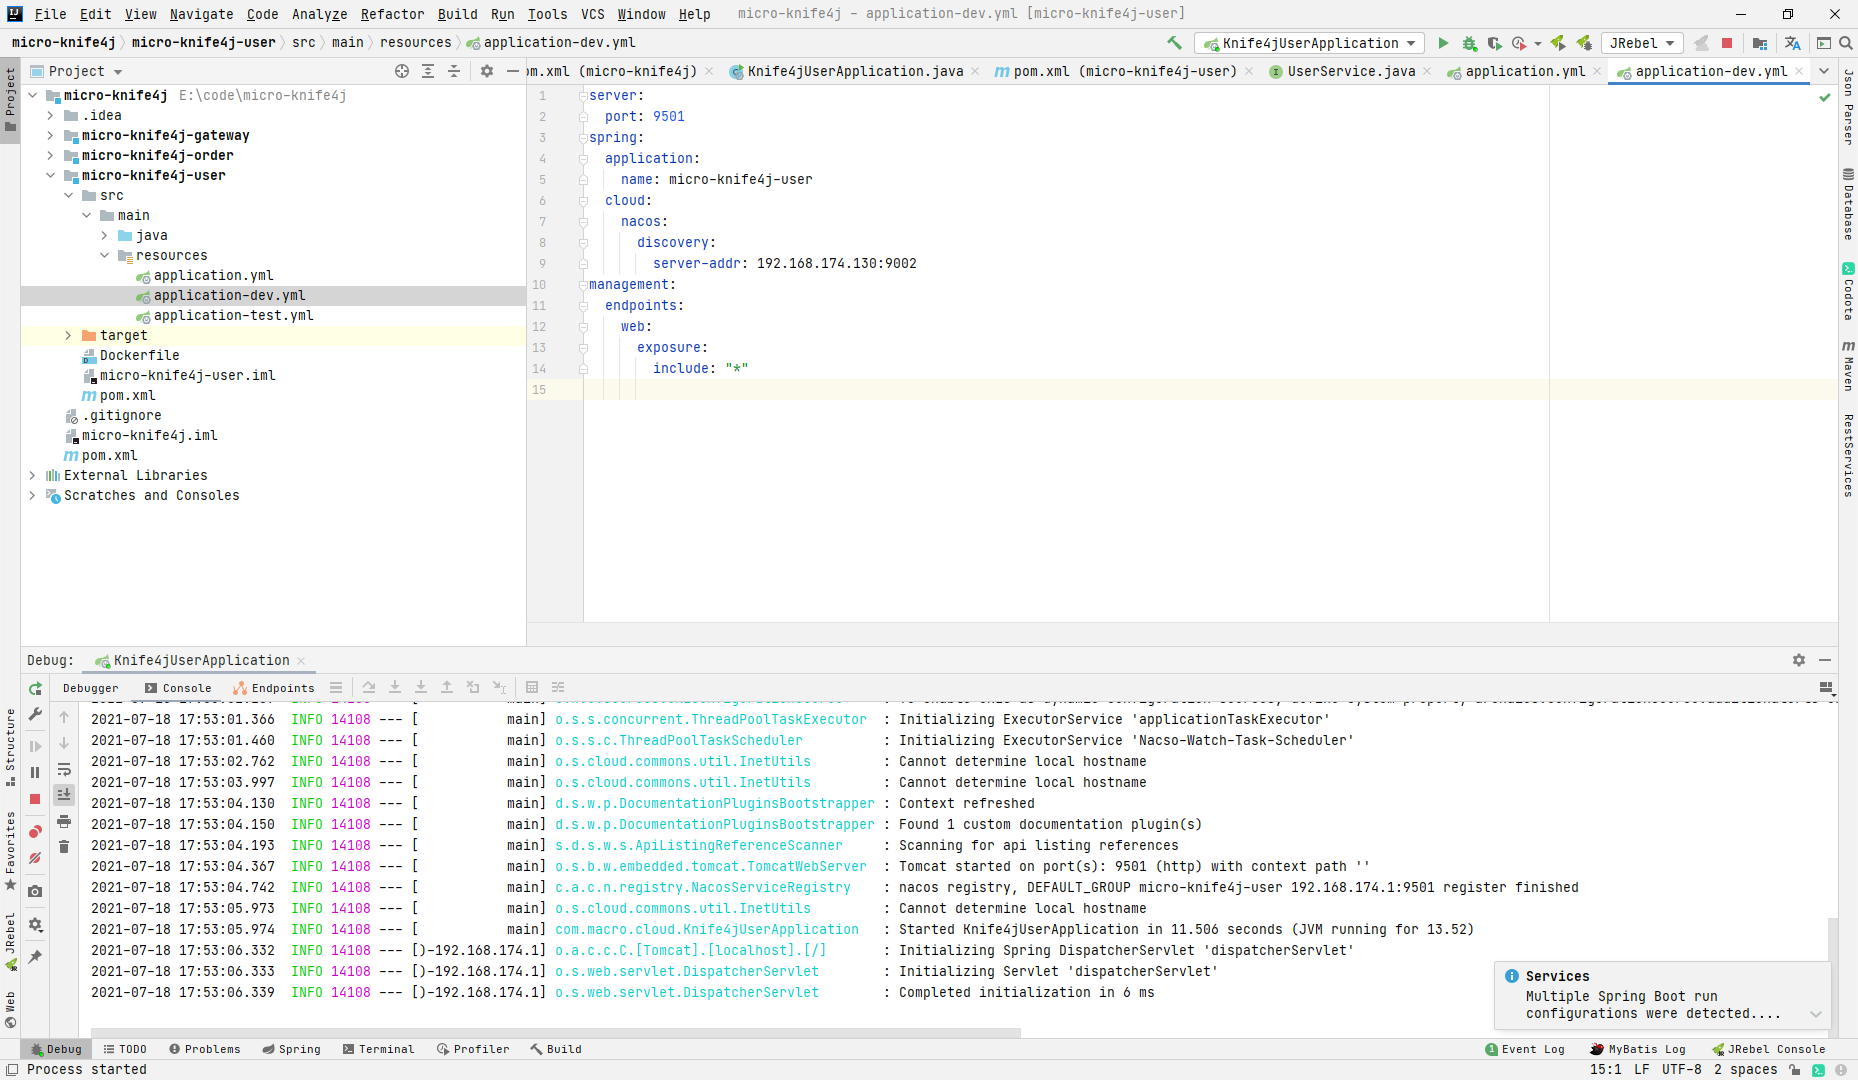 File Edit View Navigate Code Analyze Refactor Build Run Tools VCS Window Help micro-knife4j - application-dev.yml [micro-knife4j-user]
micro-knife4j micro-knife4j-user src main resources application-dev.yml Knife4jUserApplication JRebel
Project
om.xml (micro-knife4j) Knife4jUserApplication.java pom.xml (micro-knife4j-user) UserService.java application.yml application-dev.yml
micro-knife4j E:\code\micro-knife4j
.idea
micro-knife4j-gateway
micro-knife4j-order
micro-knife4j-user
src
main
java
resources
application.yml
application-dev.yml
application-test.yml
target
Dockerfile
micro-knife4j-user.iml
pom.xml
.gitignore
micro-knife4j.iml
pom.xml
External Libraries
Scratches and Consoles
1 server:
2 port: 9501
3 spring:
4 application:
5 name: micro-knife4j-user
6 cloud:
7 nacos:
8 discovery:
9 server-addr: 192.168.174.130:9002
10 management:
11 endpoints:
12 web:
13 exposure:
14 include: "*"
15
Project
Structure
Favorites
JRebel
Web
Json Parser
Database
Codota
Maven
RestServices
Debug: Knife4jUserApplication
Debugger Console Endpoints
2021-07-18 17:53:01.366 INFO 14108 --- [ main] o.s.s.concurrent.ThreadPoolTaskExecutor : Initializing ExecutorService 'applicationTaskExecutor'
2021-07-18 17:53:01.460 INFO 14108 --- [ main] o.s.s.c.ThreadPoolTaskScheduler : Initializing ExecutorService 'Nacso-Watch-Task-Scheduler'
2021-07-18 17:53:02.762 INFO 14108 --- [ main] o.s.cloud.commons.util.InetUtils : Cannot determine local hostname
2021-07-18 17:53:03.997 INFO 14108 --- [ main] o.s.cloud.commons.util.InetUtils : Cannot determine local hostname
2021-07-18 17:53:04.130 INFO 14108 --- [ main] d.s.w.p.DocumentationPluginsBootstrapper : Context refreshed
2021-07-18 17:53:04.150 INFO 14108 --- [ main] d.s.w.p.DocumentationPluginsBootstrapper : Found 1 custom documentation plugin(s)
2021-07-18 17:53:04.193 INFO 14108 --- [ main] s.d.s.w.s.ApiListingReferenceScanner : Scanning for api listing references
2021-07-18 17:53:04.367 INFO 14108 --- [ main] o.s.b.w.embedded.tomcat.TomcatWebServer : Tomcat started on port(s): 9501 (http) with context path ''
2021-07-18 17:53:04.742 INFO 14108 --- [ main] c.a.c.n.registry.NacosServiceRegistry : nacos registry, DEFAULT_GROUP micro-knife4j-user 192.168.174.1:9501 register finished
2021-07-18 17:53:05.973 INFO 14108 --- [ main] o.s.cloud.commons.util.InetUtils : Cannot determine local hostname
2021-07-18 17:53:05.974 INFO 14108 --- [ main] com.macro.cloud.Knife4jUserApplication : Started Knife4jUserApplication in 11.506 seconds (JVM running for 13.52)
2021-07-18 17:53:06.332 INFO 14108 --- [)-192.168.174.1] o.a.c.c.C.[Tomcat].[localhost].[/] : Initializing Spring DispatcherServlet 'dispatcherServlet'
2021-07-18 17:53:06.333 INFO 14108 --- [)-192.168.174.1] o.s.web.servlet.DispatcherServlet : Initializing Servlet 'dispatcherServlet'
2021-07-18 17:53:06.339 INFO 14108 --- [)-192.168.174.1] o.s.web.servlet.DispatcherServlet : Completed initialization in 6 ms
Services
Multiple Spring Boot run
configurations were detected....
Debug TODO Problems Spring Terminal Profiler Build 1 Event Log MyBatis Log JRebel Console
Process started 15:1 LF UTF-8 2 spaces